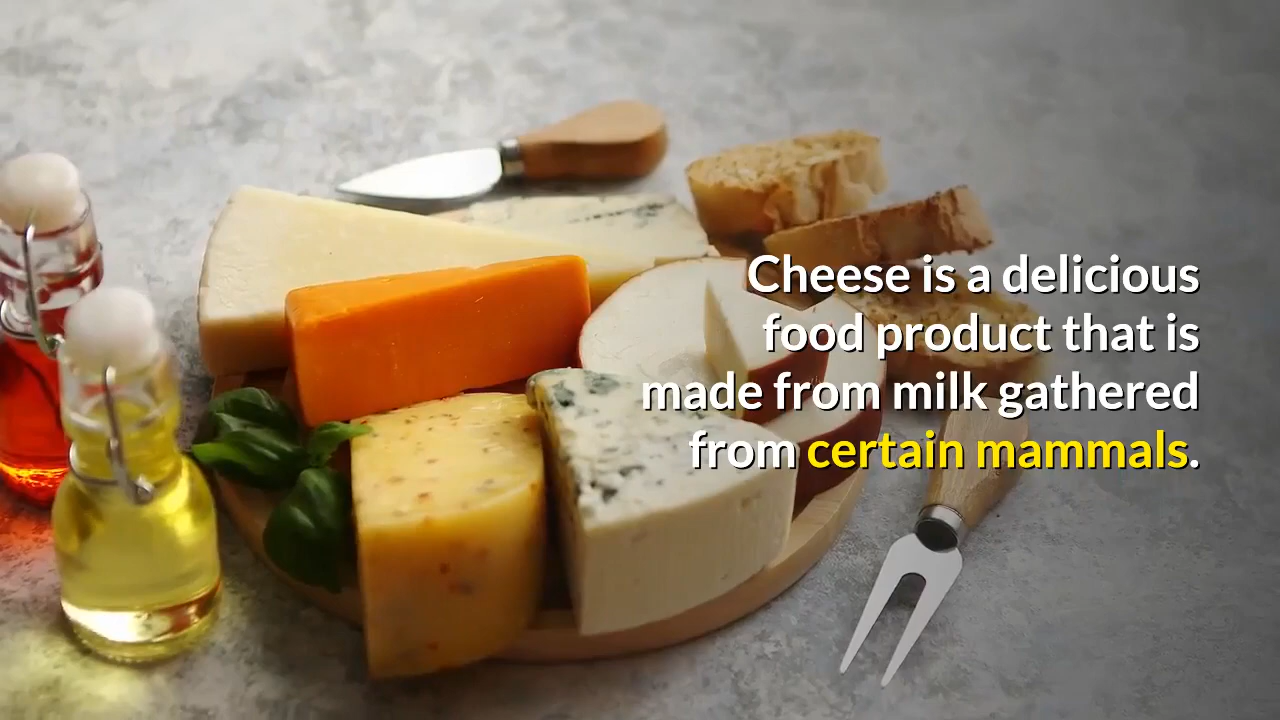 Cheese is a delicious
food product that is
made from milk gathered
from certain mammals.